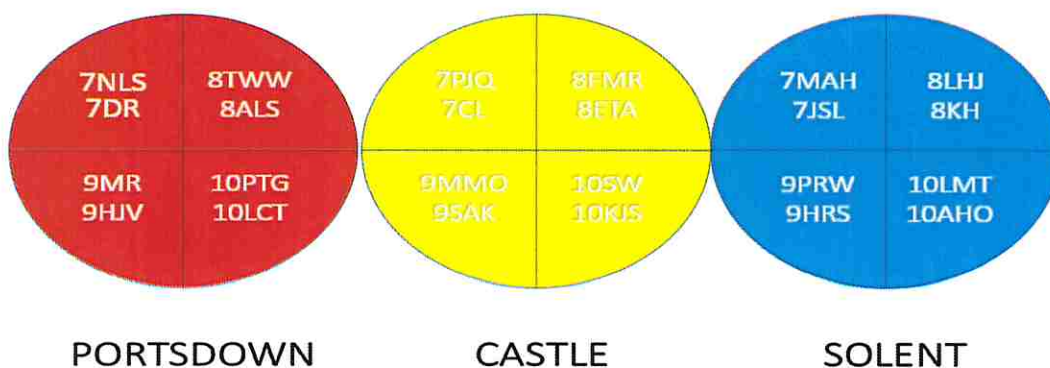 7NLS 8TWW
7DR 8ALS
9MR 10PTG
9HJV 10LCT
7PJQ 8FMR
7CL 8ETA
9MMO 10SW
9SAK 10KJS
7MAH 8LHJ
7JSL 8KH
9PRW 10LMT
9HRS 10AHO
PORTSDOWN CASTLE SOLENT